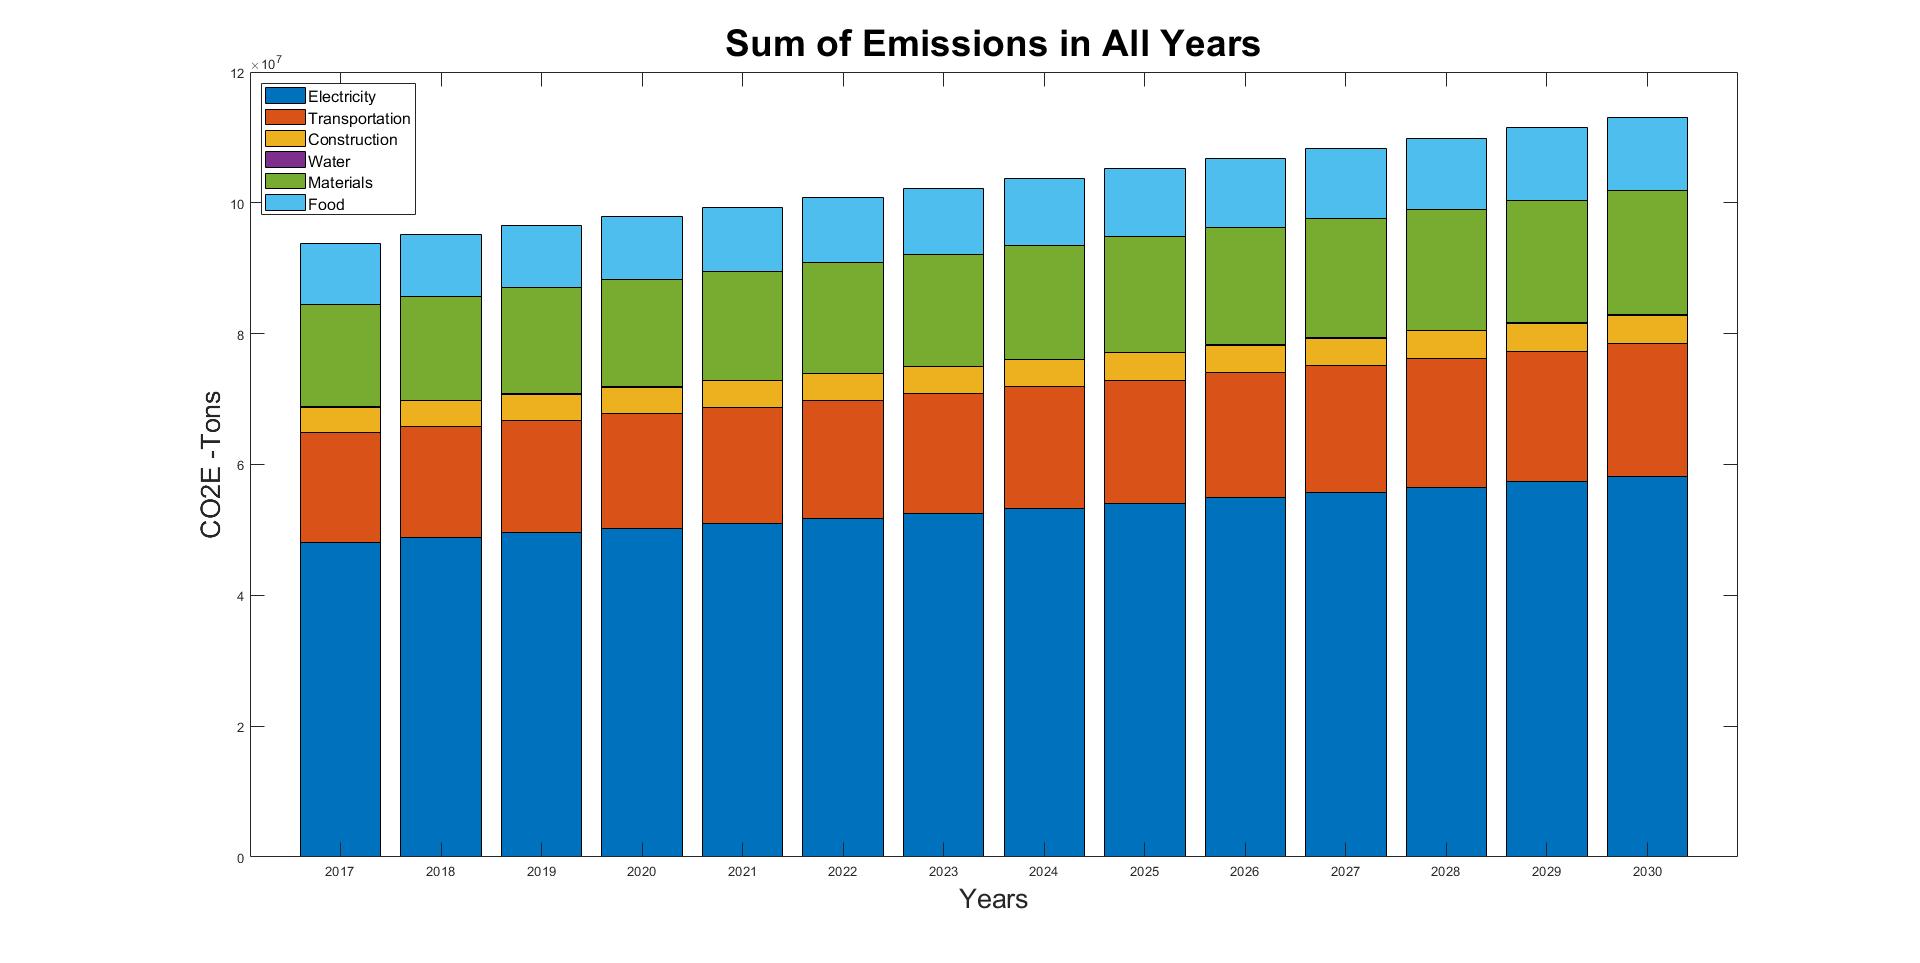 Sum of Emissions in All Years
×10^7
12
10
8
6
4
2
0
CO2E -Tons
Electricity
Transportation
Construction
Water
Materials
Food
2017 2018 2019 2020 2021 2022 2023 2024 2025 2026 2027 2028 2029 2030
Years